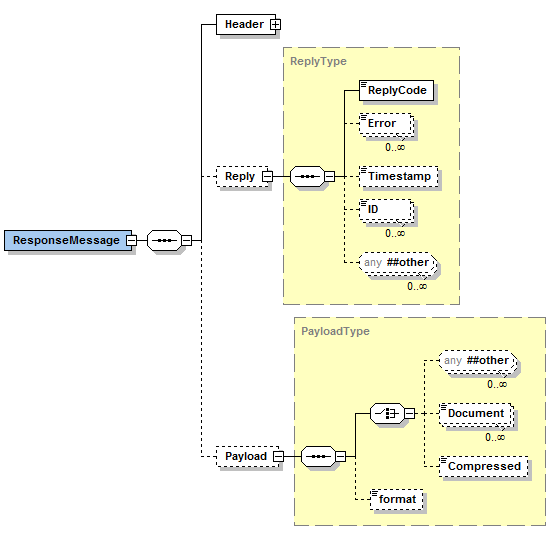 Header
ReplyType
ReplyCode
Error
0..∞
Reply
Timestamp
ID
0..∞
ResponseMessage
any ##other
0..∞
PayloadType
any ##other
0..∞
Document
0..∞
Payload
Compressed
format